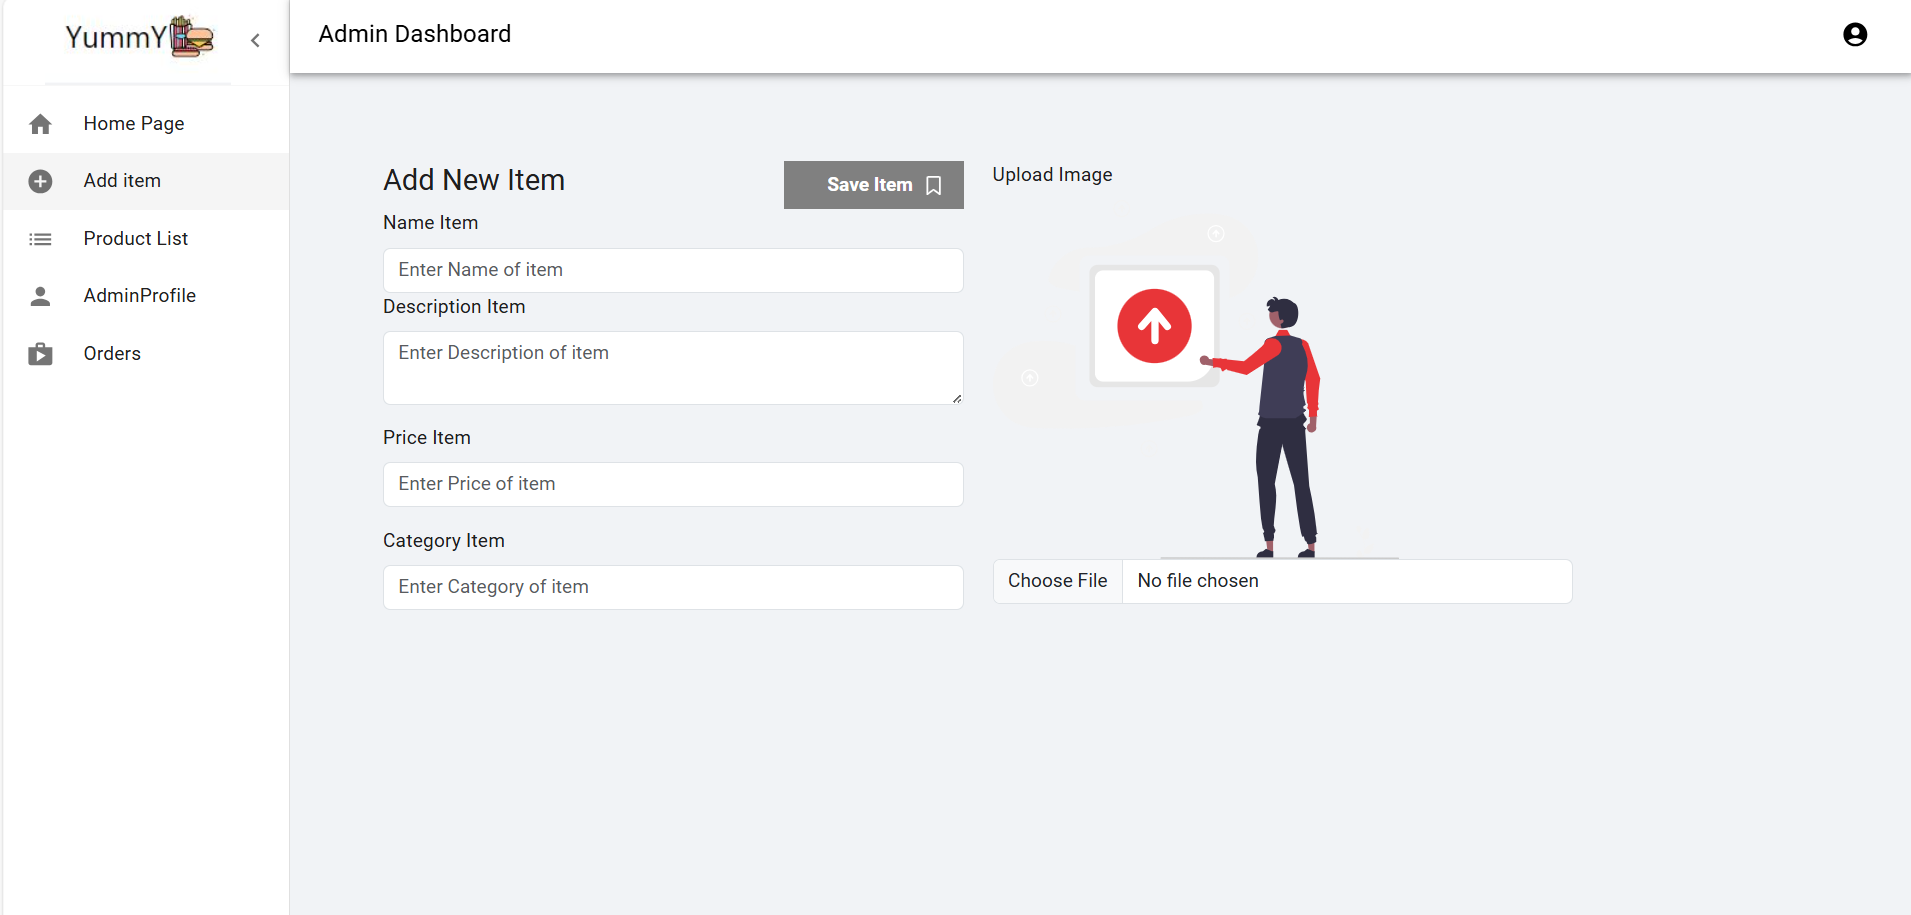 YummY
Admin Dashboard
Home Page
Add item
Product List
AdminProfile
Orders
Add New Item
Save Item
Name Item
Enter Name of item
Description Item
Enter Description of item
Price Item
Enter Price of item
Category Item
Enter Category of item
Upload Image
Choose File No file chosen